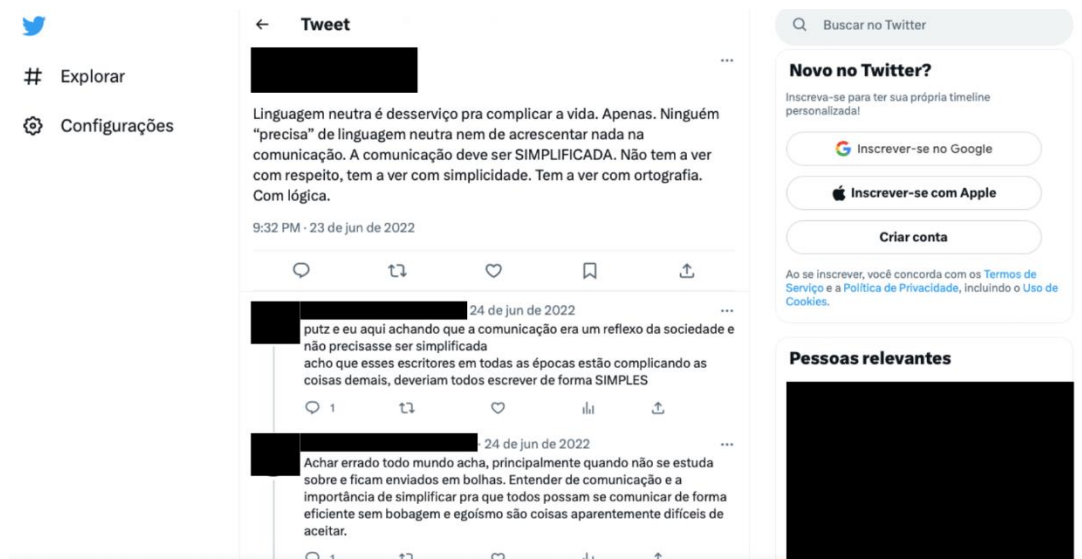 Tweet
Explorar
Configurações
Linguagem neutra é desserviço pra complicar a vida. Apenas. Ninguém
“precisa” de linguagem neutra nem de acrescentar nada na
comunicação. A comunicação deve ser SIMPLIFICADA. Não tem a ver
com respeito, tem a ver com simplicidade. Tem a ver com ortografia.
Com lógica.
9:32 PM · 23 de jun de 2022
24 de jun de 2022
putz e eu aqui achando que a comunicação era um reflexo da sociedade e
não precisasse ser simplificada
acho que esses escritores em todas as épocas estão complicando as
coisas demais, deveriam todos escrever de forma SIMPLES
1
· 24 de jun de 2022
Achar errado todo mundo acha, principalmente quando não se estuda
sobre e ficam enviados em bolhas. Entender de comunicação e a
importância de simplificar pra que todos possam se comunicar de forma
eficiente sem bobagem e egoísmo são coisas aparentemente difíceis de
aceitar.
1
Buscar no Twitter
Novo no Twitter?
Inscreva-se para ter sua própria timeline
personalizada!
Inscrever-se no Google
Inscrever-se com Apple
Criar conta
Ao se inscrever, você concorda com os Termos de
Serviço e a Política de Privacidade, incluindo o Uso de
Cookies.
Pessoas relevantes